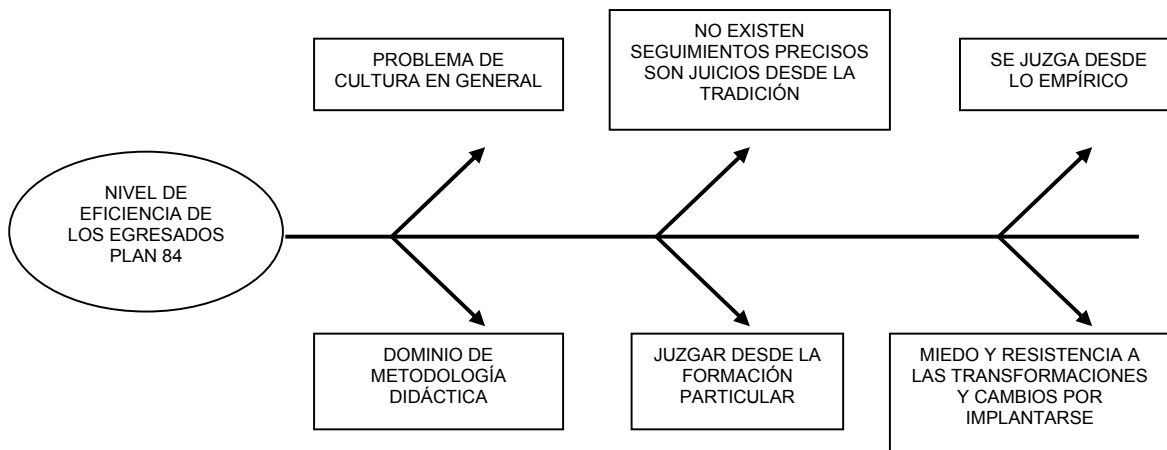 PROBLEMA DE
CULTURA EN GENERAL
NO EXISTEN
SEGUIMIENTOS PRECISOS
SON JUICIOS DESDE LA
TRADICIÓN
SE JUZGA DESDE
LO EMPÍRICO
NIVEL DE
EFICIENCIA DE
LOS EGRESADOS
PLAN 84
DOMINIO DE
METODOLOGÍA
DIDÁCTICA
JUZGAR DESDE LA
FORMACIÓN
PARTICULAR
MIEDO Y RESISTENCIA A
LAS TRANSFORMACIONES
Y CAMBIOS POR
IMPLANTARSE